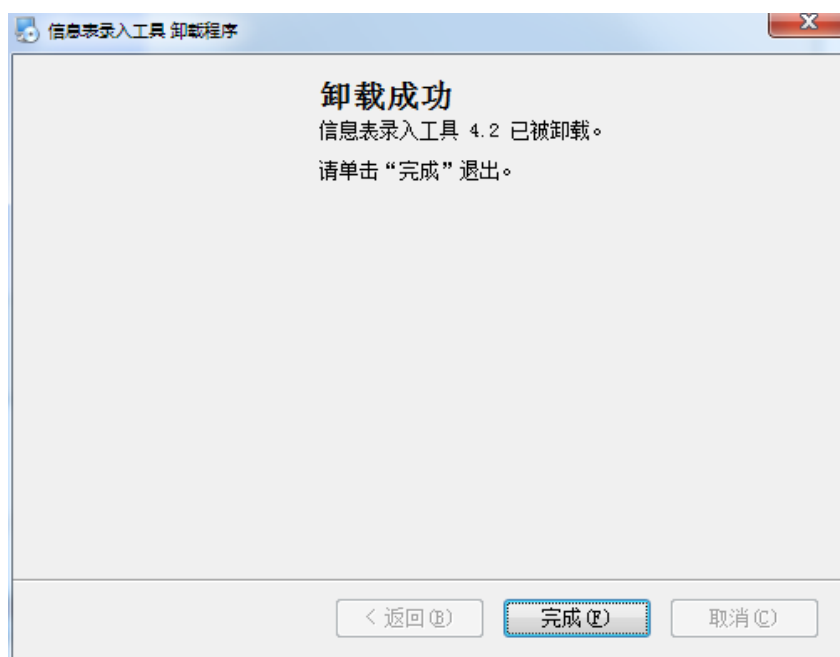 信息表录入工具 卸载程序
卸载成功
信息表录入工具 4.2 已被卸载。
请单击“完成”退出。
< 返回(B)
完成(F)
取消(C)